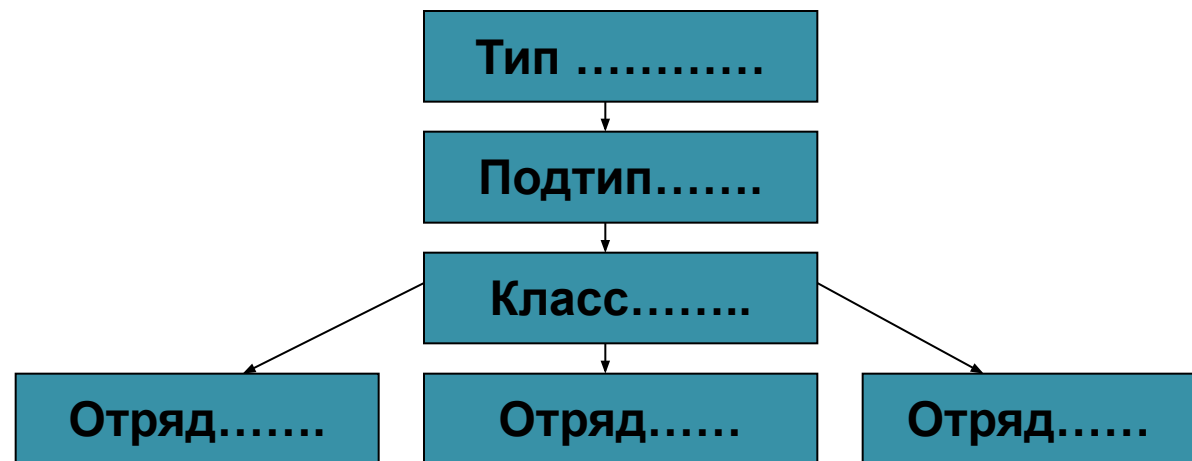 Тип …………
Подтип…….
Класс……..
Отряд…….
Отряд……
Отряд……